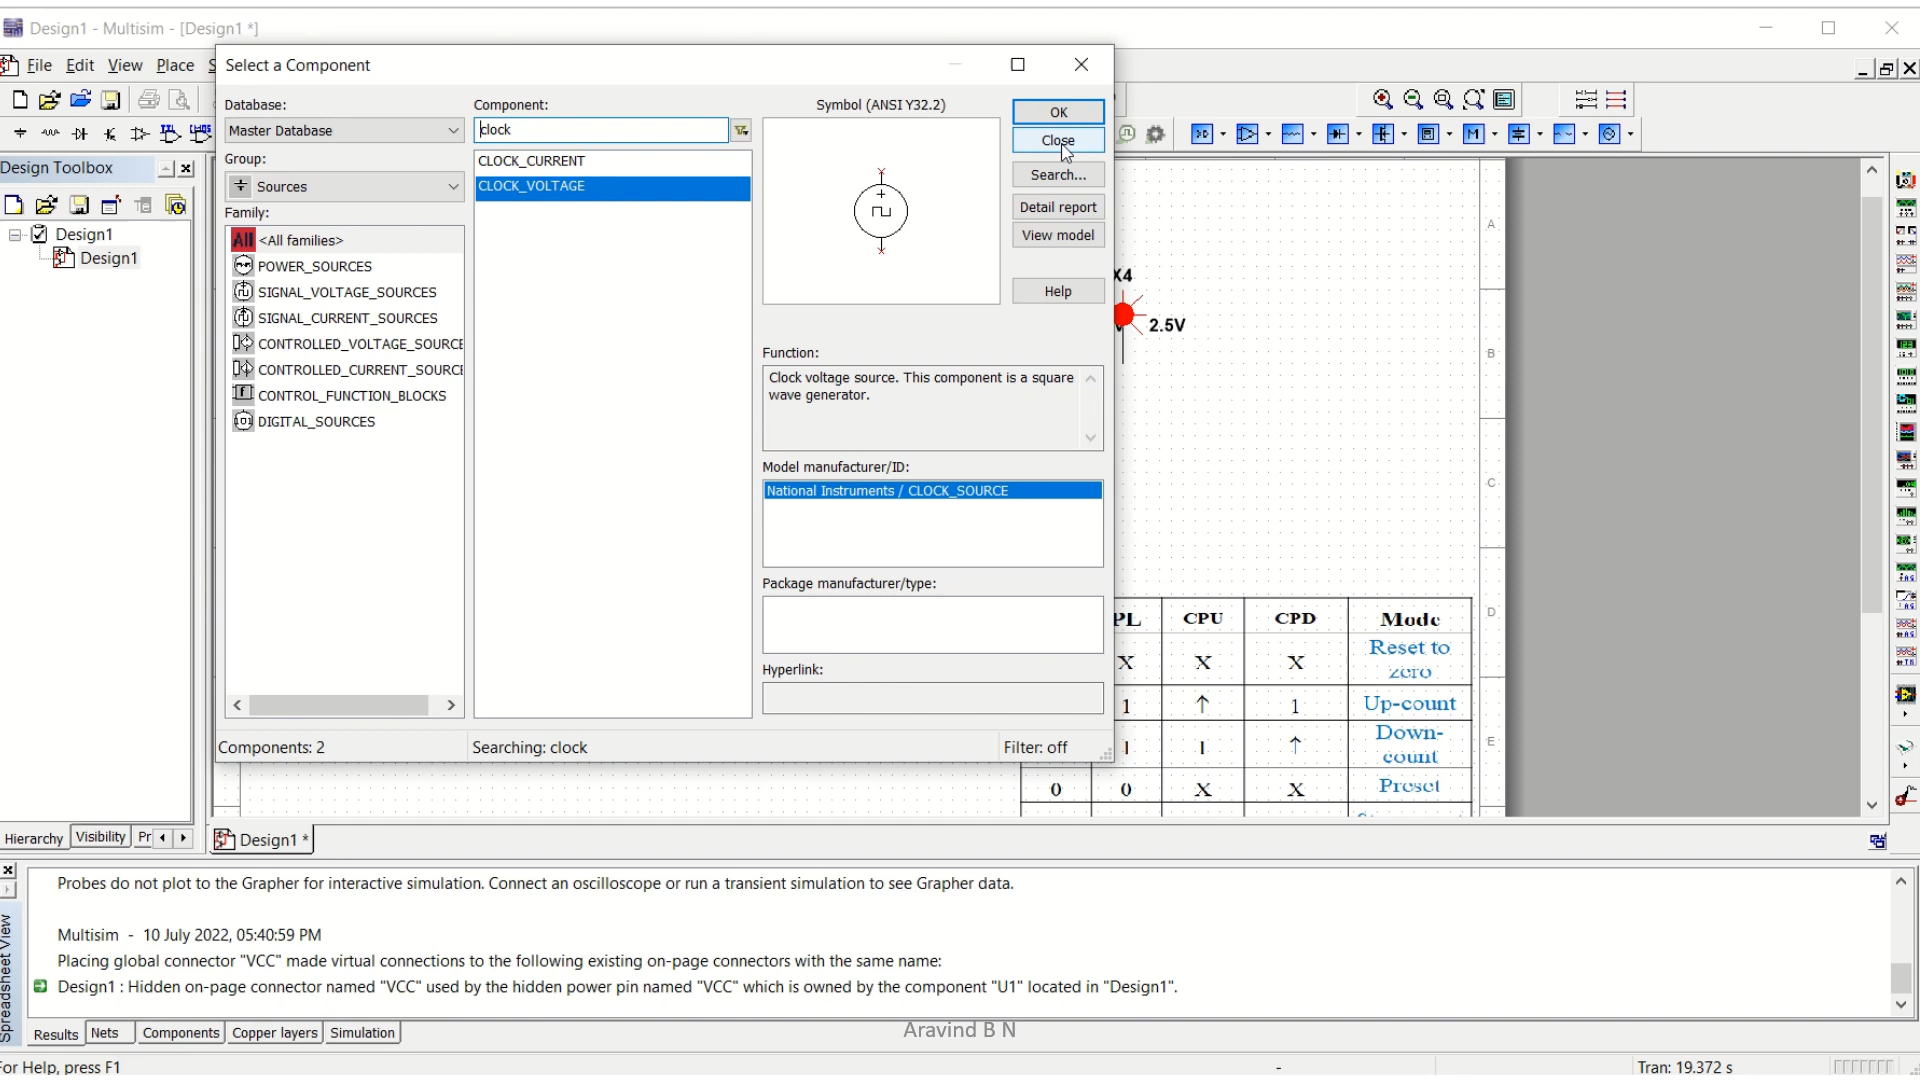 Design1 - Multisim - [Design1 *]
File Edit View Place S
Select a Component
Database:
Master Database
Group:
Sources
Family:
All <All families>
POWER_SOURCES
SIGNAL_VOLTAGE_SOURCES
SIGNAL_CURRENT_SOURCES
CONTROLLED_VOLTAGE_SOURCE
CONTROLLED_CURRENT_SOURCE
CONTROL_FUNCTION_BLOCKS
DIGITAL_SOURCES
Component:
clock
CLOCK_CURRENT
CLOCK_VOLTAGE
Symbol (ANSI Y32.2)
OK
Close
Search...
Detail report
View model
Help
Function:
Clock voltage source. This component is a square
wave generator.
Model manufacturer/ID:
National Instruments / CLOCK_SOURCE
Package manufacturer/type:
Hyperlink:
Components: 2
Searching: clock
Filter: off
Design Toolbox
Design1
Design1
Hierarchy Visibility Pr
X4
2.5V
A
B
C
D
E
PL CPU CPD Mode
X X X Reset to
zero
1 ↑ 1 Up-count
1 1 ↑ Down-
count
0 0 X X Preset
Design1 *
Probes do not plot to the Grapher for interactive simulation. Connect an oscilloscope or run a transient simulation to see Grapher data.
Multisim - 10 July 2022, 05:40:59 PM
Placing global connector "VCC" made virtual connections to the following existing on-page connectors with the same name:
Design1 : Hidden on-page connector named "VCC" used by the hidden power pin named "VCC" which is owned by the component "U1" located in "Design1".
Spreadsheet View
Results Nets Components Copper layers Simulation
Aravind B N
For Help, press F1
-
Tran: 19.372 s